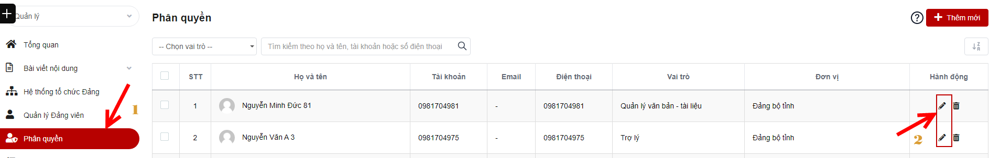 Quản lý
Phân quyền
?
Thêm mới
Tổng quan
-- Chọn vai trò --
Tìm kiếm theo họ và tên, tài khoản hoặc số điện thoại
Z
A
Bài viết nội dung
STT Họ và tên Tài khoản Email Điện thoại Vai trò Đơn vị Hành động
Hệ thống tổ chức Đảng
1 Nguyễn Minh Đức 81 0981704981 - 0981704981 Quản lý văn bản - tài liệu Đảng bộ tỉnh
Quản lý Đảng viên
1
Phân quyền
2 Nguyễn Văn A 3 0981704975 - 0981704975 Trợ lý Đảng bộ tỉnh
2